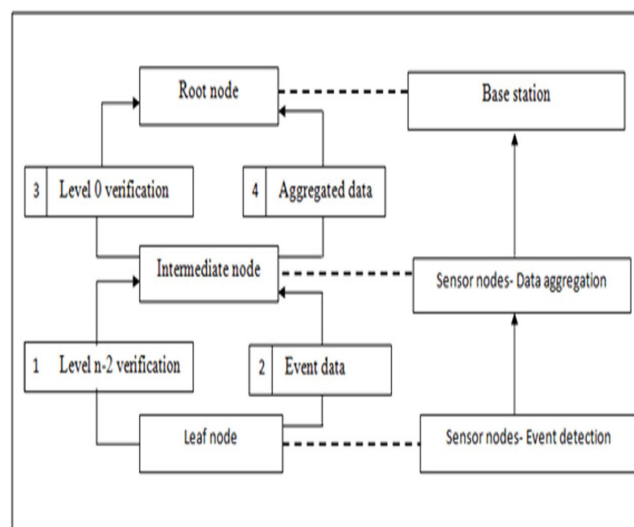 Root node
Base station
3 Level 0 verification
4 Aggregated data
Intermediate node
Sensor nodes- Data aggregation
1 Level n-2 verification
2 Event data
Leaf node
Sensor nodes- Event detection